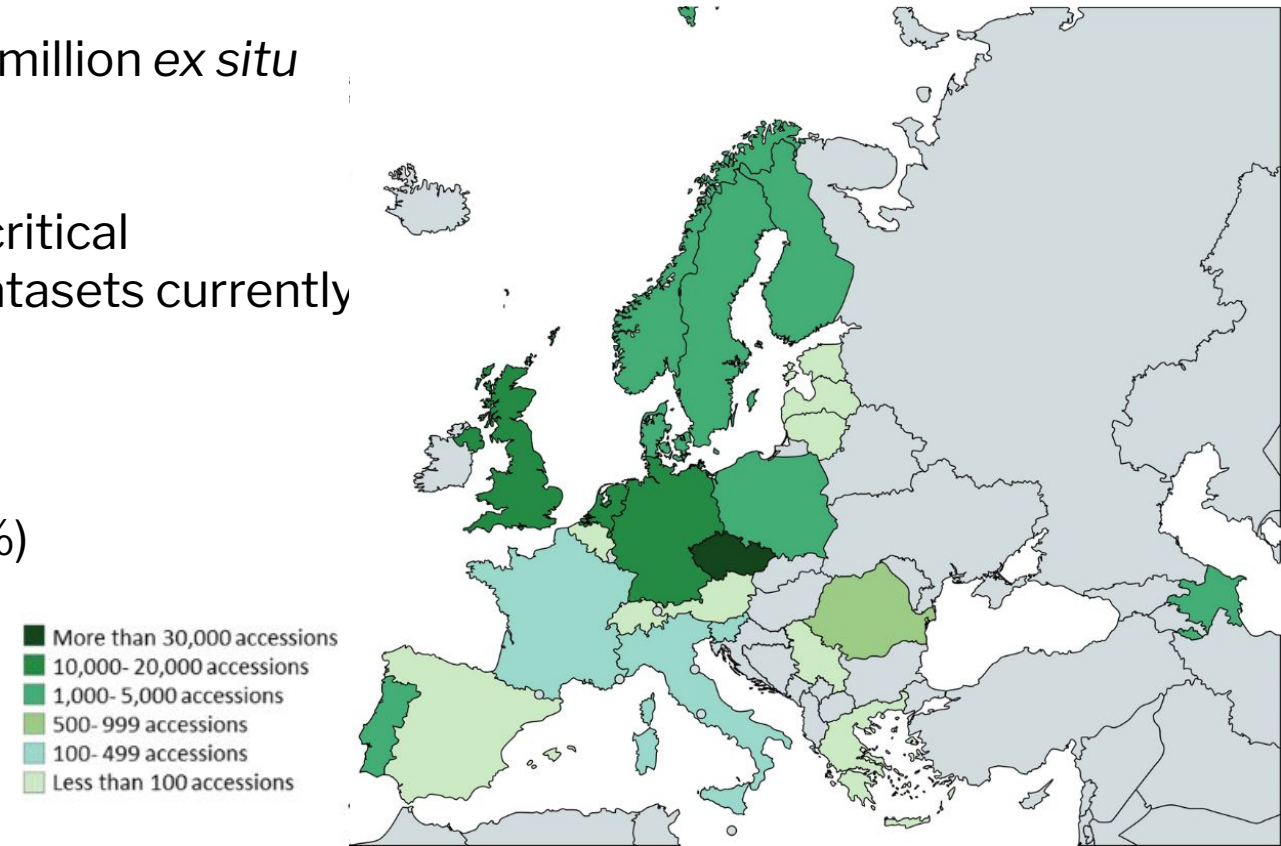 million ex situ
critical
tasets currently
%)
More than 30,000 accessions
10,000- 20,000 accessions
1,000- 5,000 accessions
500- 999 accessions
100- 499 accessions
Less than 100 accessions